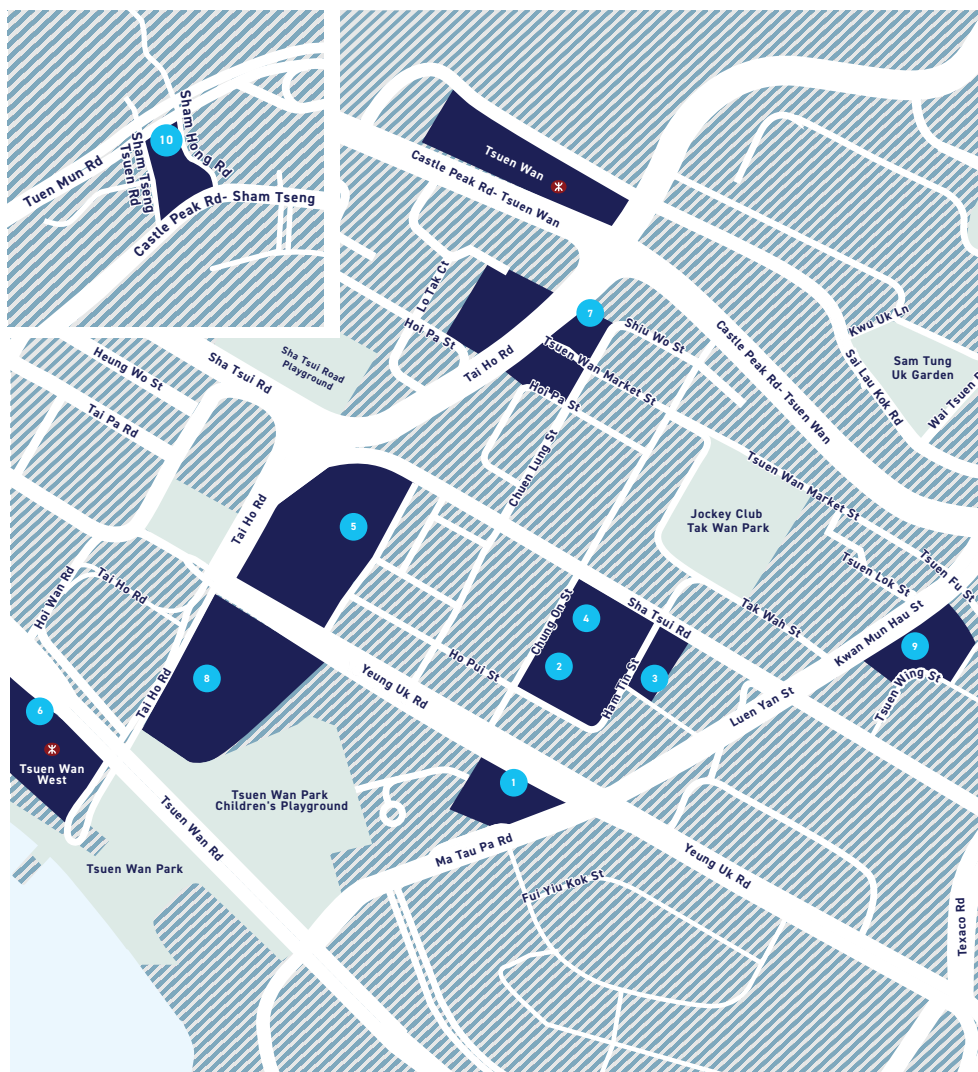 10
Sham Hong Rd
Sham Tseng
Tsuen Rd
Tuen Mun Rd
Castle Peak Rd- Sham Tseng
Tsuen Wan
Castle Peak Rd- Tsuen Wan
Lo Tak Ct
Hoi Pa St
7
Shiu Wo St
Tsuen Wan Market St
Castle Peak Rd- Tsuen Wan
Kwu Uk Ln
Sai Lau Kok Rd
Sam Tung
Uk Garden
Heung Wo St
Sha Tsui Rd
Sha Tsui Road
Playground
Tai Ho Rd
Hoi Pa St
Tai Pa Rd
Chuen Lung St
Tsuen Wan Market St
Tai Ho Rd
5
Jockey Club
Tak Wan Park
Tsuen Lok St
Tsuen Fu St
Hoi Wan Rd
Tai Ho Rd
Chung On St
4
Sha Tsui Rd
Tak Wah St
Kwan Mun Hau St
9
Ho Pui St
2
Ham Tin St
3
8
Yeung Uk Rd
Tsuen Wing St
Tai Ho Rd
Luen Yan St
6
Tsuen Wan
West
1
Tsuen Wan Park
Children's Playground
Tsuen Wan Rd
Ma Tau Pa Rd
Yeung Uk Rd
Tsuen Wan Park
Fui Yiu Kok St
Texaco Rd